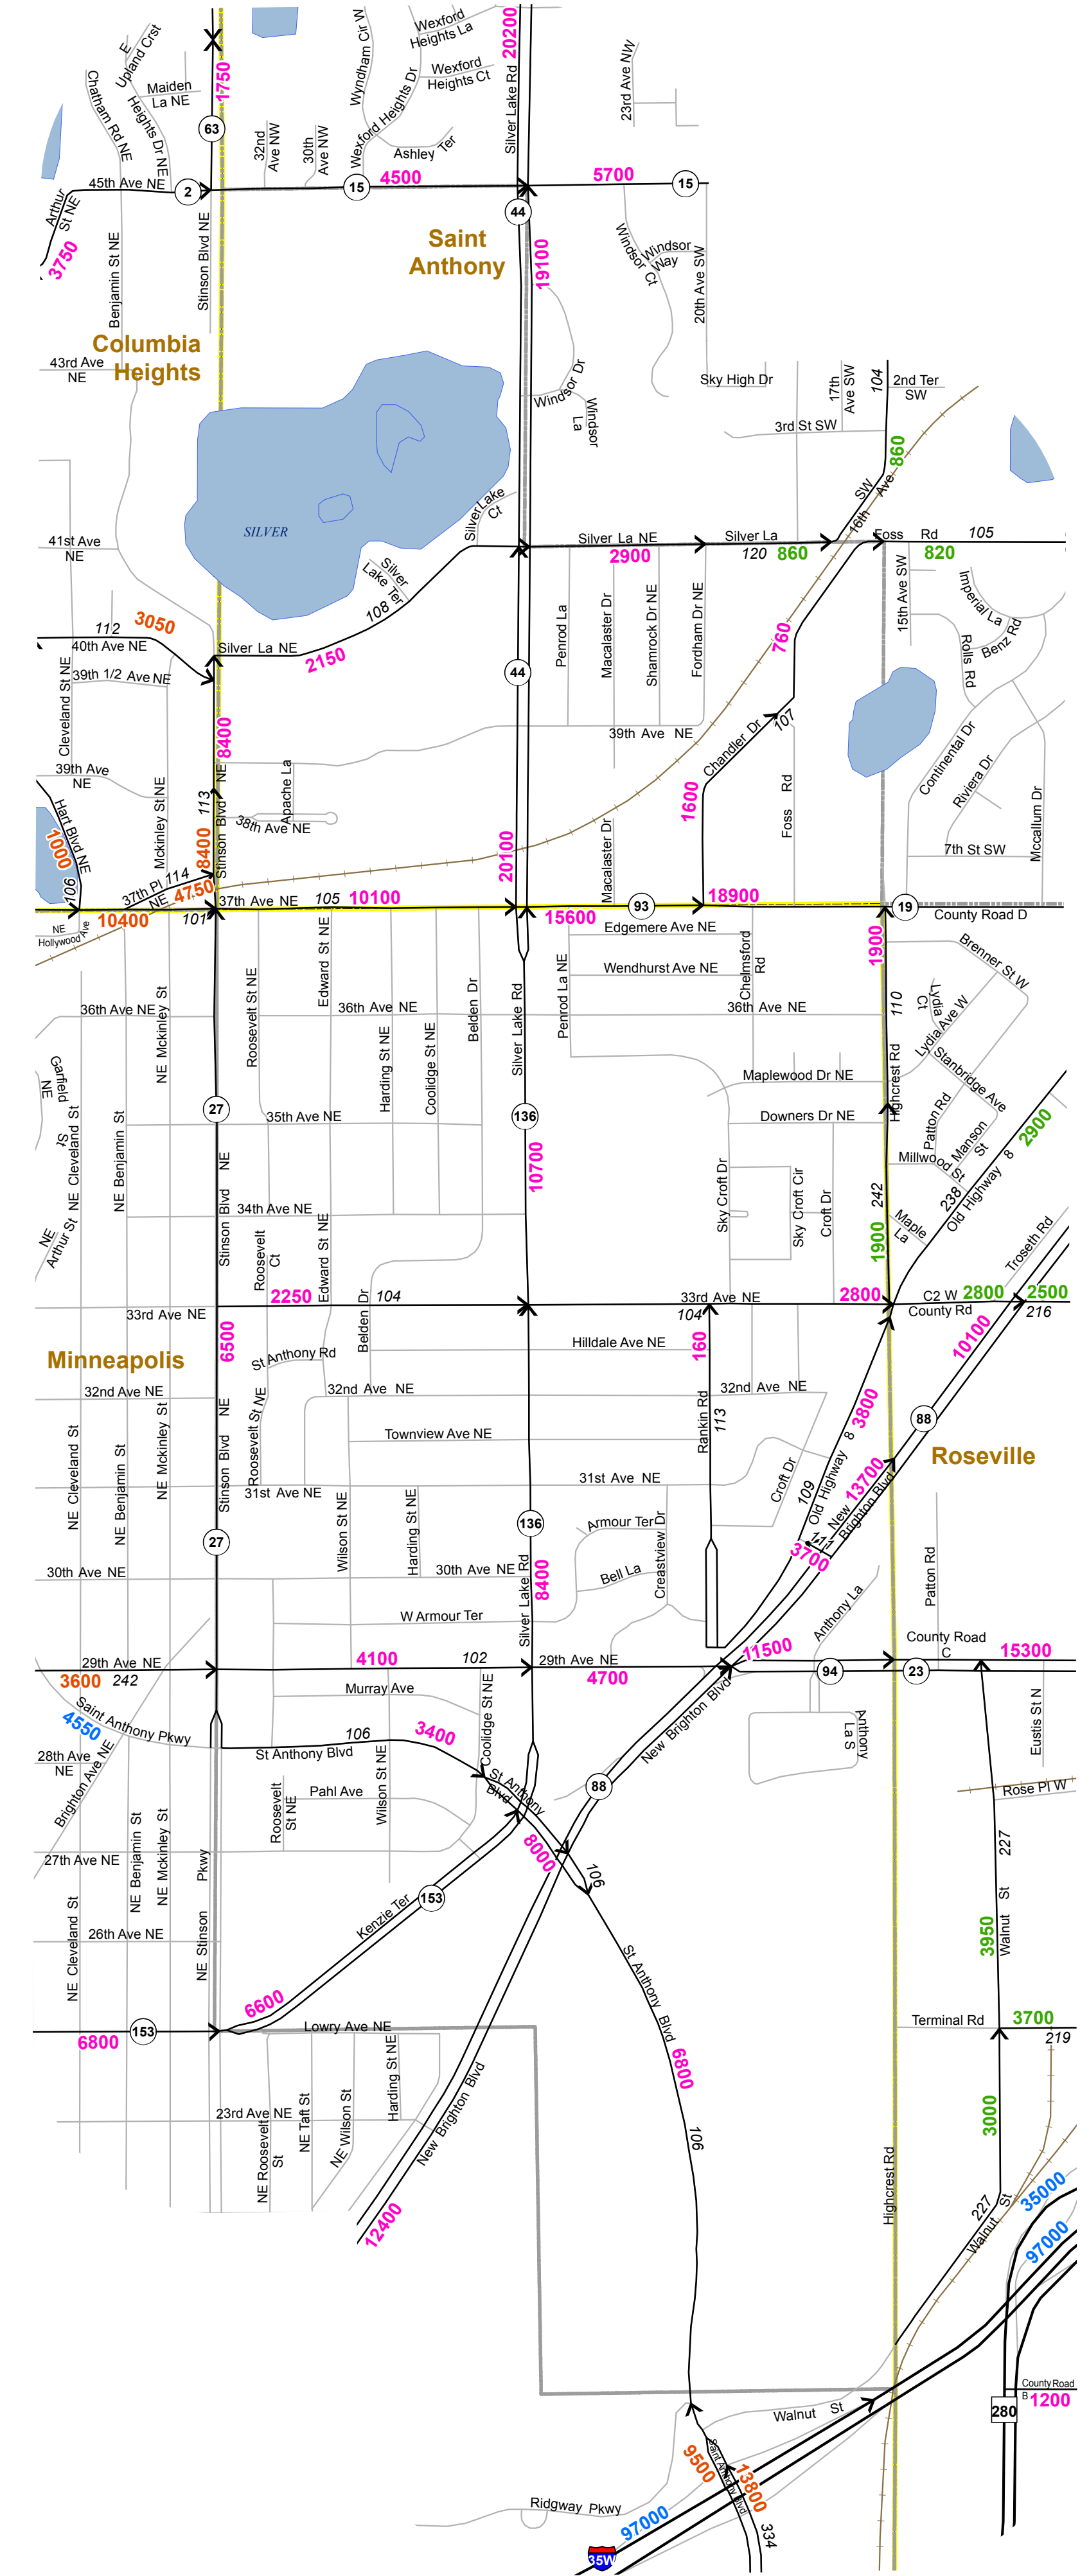 Upland Crst
E
1750
Wyndham Cir W
Wexford
Heights La
20200
Silver Lake Rd
23rd Ave NW
Chatham Rd NE
Maiden
La NE
Heights Dr NE
63
Wexford
Heights Ct
Wexford Heights Dr
32nd
Ave NW
30th
Ave NW
Ashley Ter
45th Ave NE
2
15
4500
5700
15
Arthur
St NE
3750
44
Benjamin St NE
Stinson Blvd NE
Saint
Anthony
19100
Windsor Ct
Windsor
Way
20th Ave SW
Columbia
Heights
43rd Ave
NE
Windsor Dr
Windsor
La
Sky High Dr
17th
Ave SW
104
2nd Ter
SW
3rd St SW
860
SILVER
Silver Lake
Ct
SW
16th Ave
41st Ave
NE
Silver
Lake Ter
108
Silver La NE
2900
Silver La
120
860
Foss Rd
105
820
112
3050
40th Ave NE
Silver La NE
2150
39th 1/2 Ave NE
Cleveland St NE
44
Penrod La
Macalaster Dr
Shamrock Dr NE
Fordham Dr NE
760
15th Ave SW
Imperial La
Benz Rd
Rolls Rd
8400
39th Ave NE
Chandler Dr
107
Continental Dr
Riviera Dr
39th Ave
NE
Mckinley St NE
Apache La
NE
113
Stinson Blvd
38th Ave NE
8400
Hart Blvd NE
1000
106
37th Pl
NE
114
4750
20100
Macalaster Dr
1600
Foss Rd
7th St SW
Mccallum Dr
10400
101
37th Ave NE
105
10100
15600
93
18900
19
County Road D
NE
Hollywood Ave
Edgemere Ave NE
Wendhurst Ave NE
Chelmsford
Rd
1900
Brenner St W
Roosevelt St NE
Edward St NE
Belden Dr
Silver Lake Rd
Penrod La NE
36th Ave NE
36th Ave NE
36th Ave NE
NE Mckinley St
Harding St NE
Coolidge St NE
110
Lydia
Ct
Lydia Ave W
Garfield
NE
St
NE Cleveland St
NE Benjamin St
27
35th Ave NE
136
Maplewood Dr NE
Downers Dr NE
Highcrest Rd
Stanbridge Ave
Patton Rd
Manson
St
Millwood St
2900
Stinson Blvd NE
10700
Sky Croft Dr
Sky Croft Cir
Croft Dr
242
238
Old Highway 8
34th Ave NE
NE
Arthur St
Roosevelt
Ct
Edward St NE
Belden Dr
1900
Maple
La
Troseth Rd
2250
104
33rd Ave NE
33rd Ave NE
104
2800
C2 W
County Rd
2800
2500
216
6500
Minneapolis
St Anthony Rd
Hilldale Ave NE
160
10100
32nd Ave NE
32nd Ave NE
32nd Ave NE
Rankin Rd
113
3800
88
Roseville
Townview Ave NE
NE Cleveland St
NE Benjamin St
NE Mckinley St
Stinson Blvd NE
Roosevelt St NE
31st Ave NE
31st Ave NE
Croft Dr
109
Old Highway 8
13700
New
Brighton Blvd
111
3700
27
Wilson St NE
Harding St NE
136
Armour Ter
Creastview Dr
Bell La
30th Ave NE
30th Ave NE
8400
Silver Lake Rd
W Armour Ter
Anthony La
Patton Rd
29th Ave NE
3600
242
4100
102
29th Ave NE
4700
11500
94
23
County Road
C
15300
Murray Ave
Coolidge St NE
New Brighton Blvd
Anthony
La S
Eustis St N
Saint Anthony Pkwy
4550
106
3400
St Anthony Blvd
28th Ave
NE
Brighton Ave NE
Pahl Ave
Roosevelt
St NE
Wilson St NE
St Anthony
Blvd
88
Rose Pl W
27th Ave NE
NE Benjamin St
NE Mckinley St
NE Stinson Pkwy
8000
106
153
Kenzie Ter
227
NE Cleveland St
26th Ave NE
St Anthony Blvd
3950
Walnut St
6800
153
6600
Lowry Ave NE
Harding St NE
6800
Terminal Rd
3700
219
23rd Ave NE
NE Roosevelt
St
NE Taft St
NE Wilson St
New Brighton Blvd
12400
106
3000
Highcrest Rd
227
Walnut St
35000
97000
County Road
B
1200
280
Walnut St
9500
Saint Anthony Blvd
13800
334
Ridgway Pkwy
97000
35W